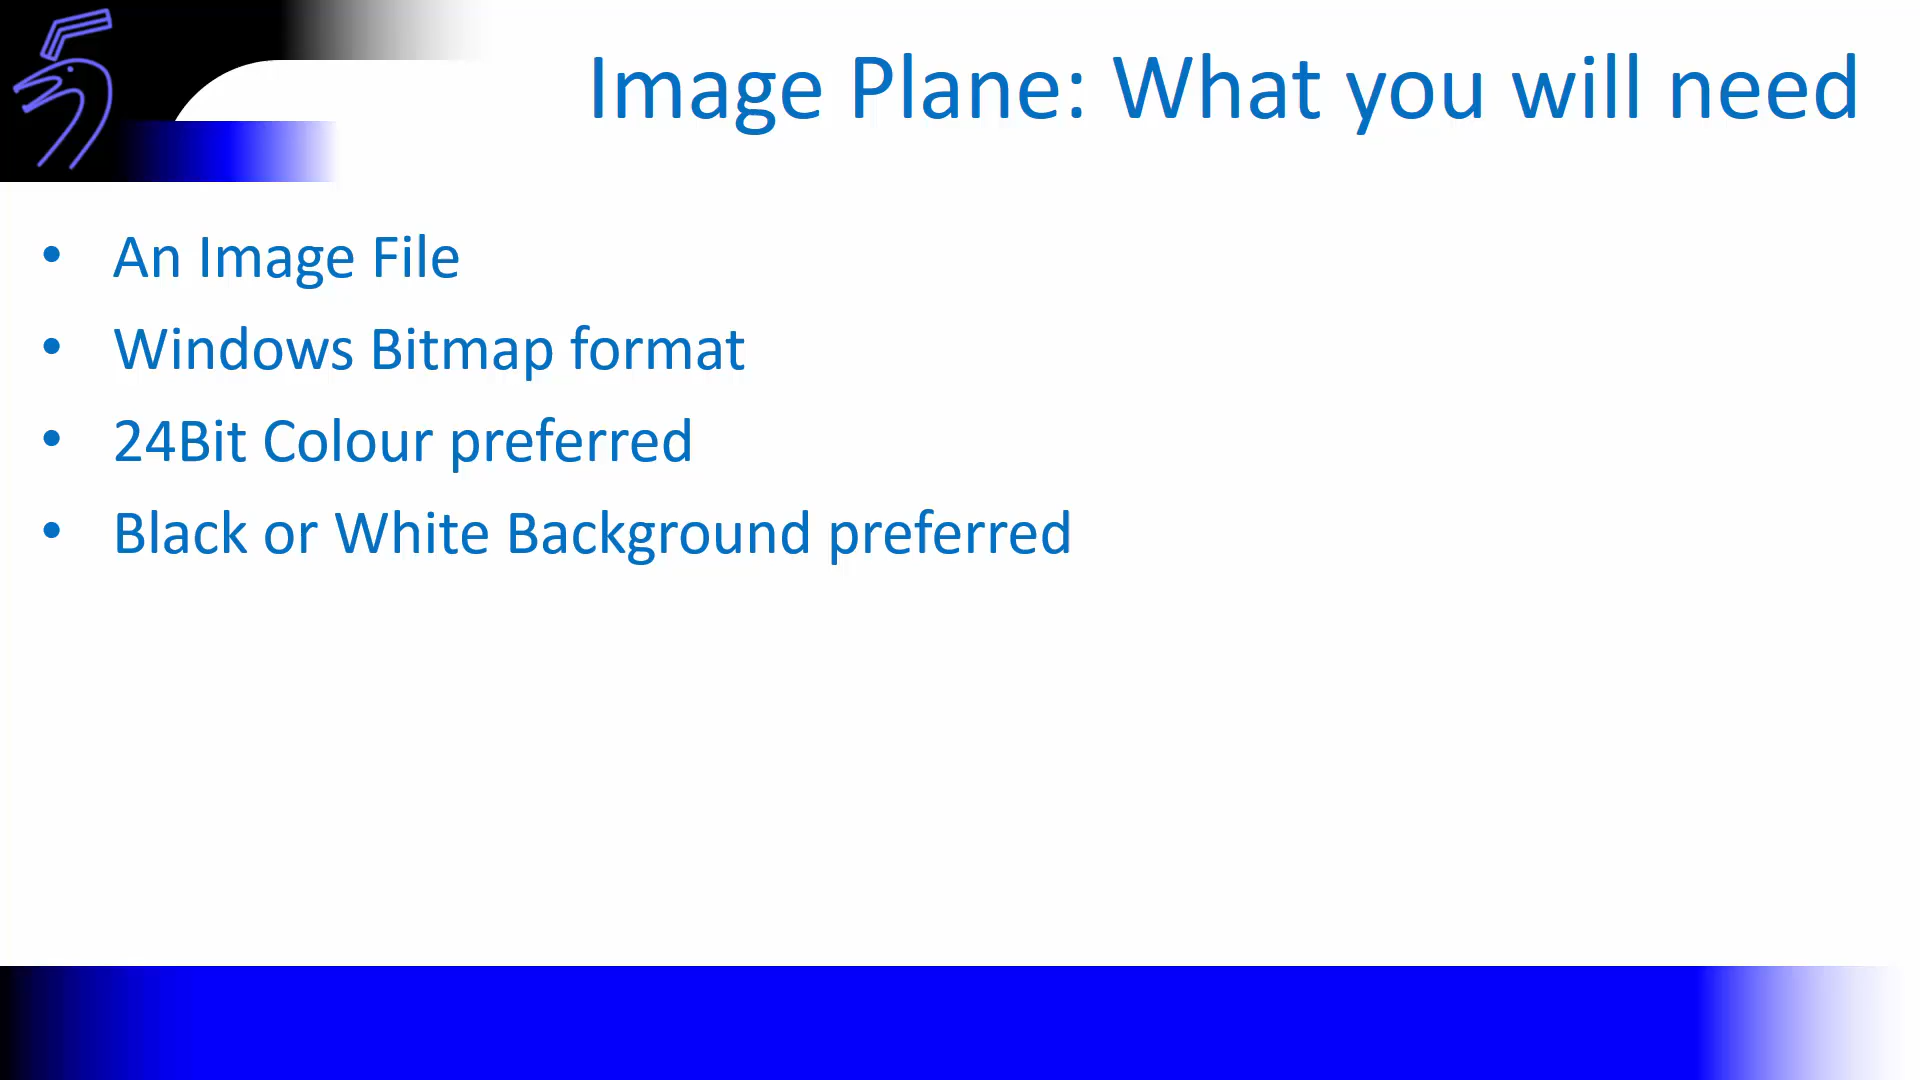 Image Plane: What you will need
• An Image File
• Windows Bitmap format
• 24Bit Colour preferred
• Black or White Background preferred